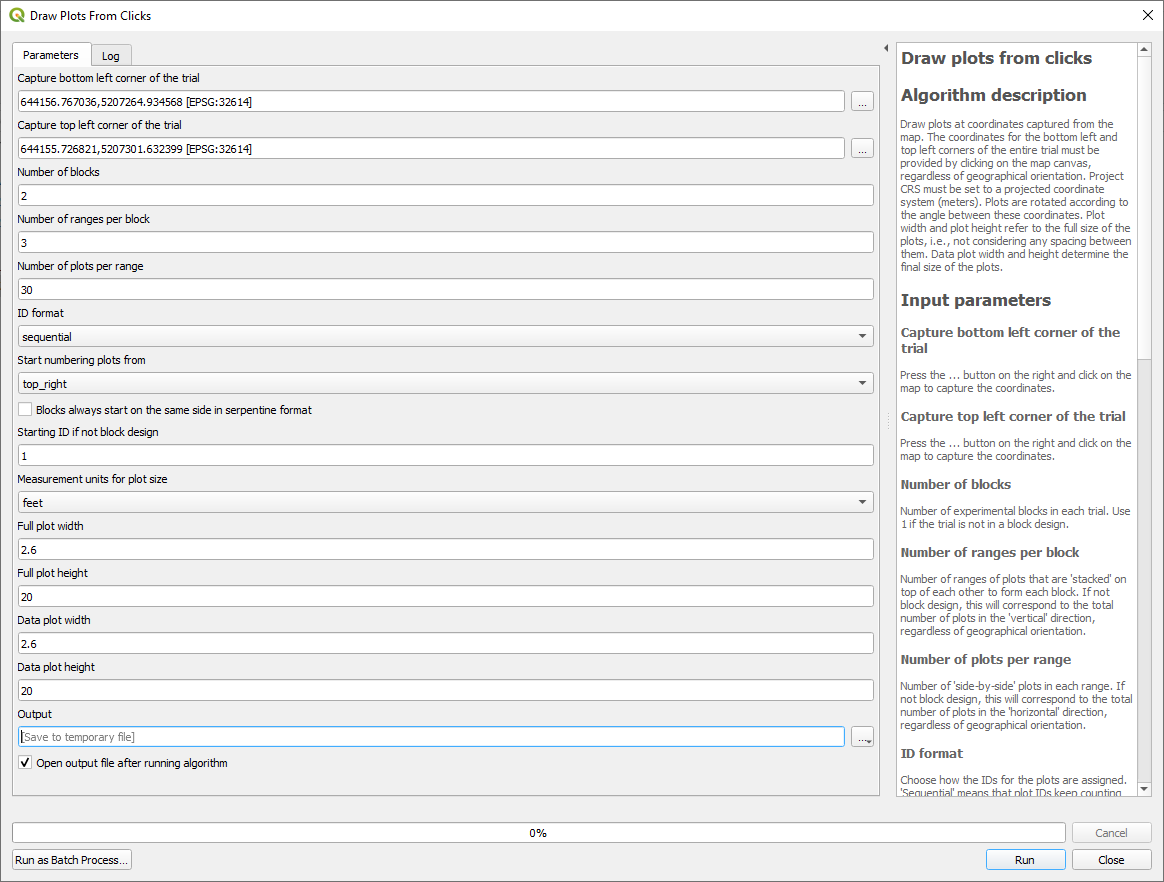 Draw Plots From Clicks
Parameters
Log
Capture bottom left corner of the trial
644156.767036,5207264.934568 [EPSG:32614]
...
Capture top left corner of the trial
644155.726821,5207301.632399 [EPSG:32614]
...
Number of blocks
2
Number of ranges per block
3
Number of plots per range
30
ID format
sequential
Start numbering plots from
top_right
Blocks always start on the same side in serpentine format
Starting ID if not block design
1
Measurement units for plot size
feet
Full plot width
2.6
Full plot height
20
Data plot width
2.6
Data plot height
20
Output
[Save to temporary file]
...
Open output file after running algorithm
Draw plots from clicks
Algorithm description
Draw plots at coordinates captured from the
map. The coordinates for the bottom left and
top left corners of the entire trial must be
provided by clicking on the map canvas,
regardless of geographical orientation. Project
CRS must be set to a projected coordinate
system (meters). Plots are rotated according to
the angle between these coordinates. Plot
width and plot height refer to the full size of the
plots, i.e., not considering any spacing between
them. Data plot width and height determine the
final size of the plots.
Input parameters
Capture bottom left corner of the
trial
Press the ... button on the right and click on the
map to capture the coordinates.
Capture top left corner of the trial
Press the ... button on the right and click on the
map to capture the coordinates.
Number of blocks
Number of experimental blocks in each trial. Use
1 if the trial is not in a block design.
Number of ranges per block
Number of ranges of plots that are 'stacked' on
top of each other to form each block. If not
block design, this will correspond to the total
number of plots in the 'vertical' direction,
regardless of geographical orientation.
Number of plots per range
Number of 'side-by-side' plots in each range. If
not block design, this will correspond to the total
number of plots in the 'horizontal' direction,
regardless of geographical orientation.
ID format
Choose how the IDs for the plots are assigned.
'Sequential' means that plot IDs keep counting
0%
Cancel
Run as Batch Process...
Run
Close